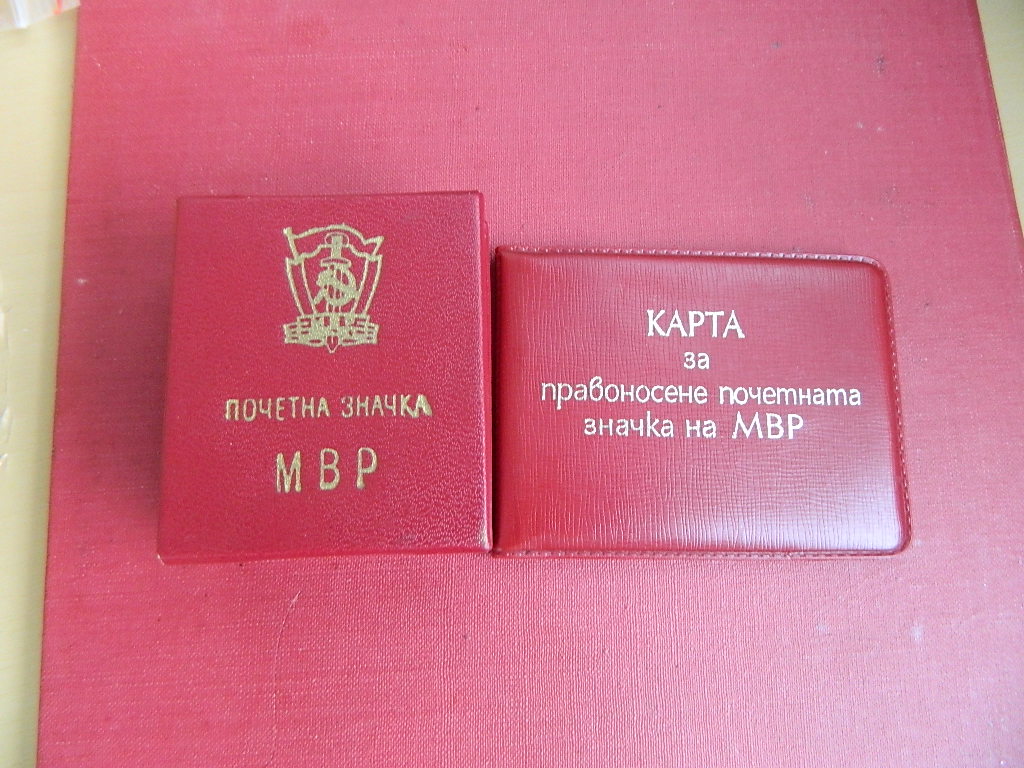 ПОЧЕТНА ЗНАЧКА
МВР
КАРТА
за
правоносене почетната
значка на МВР